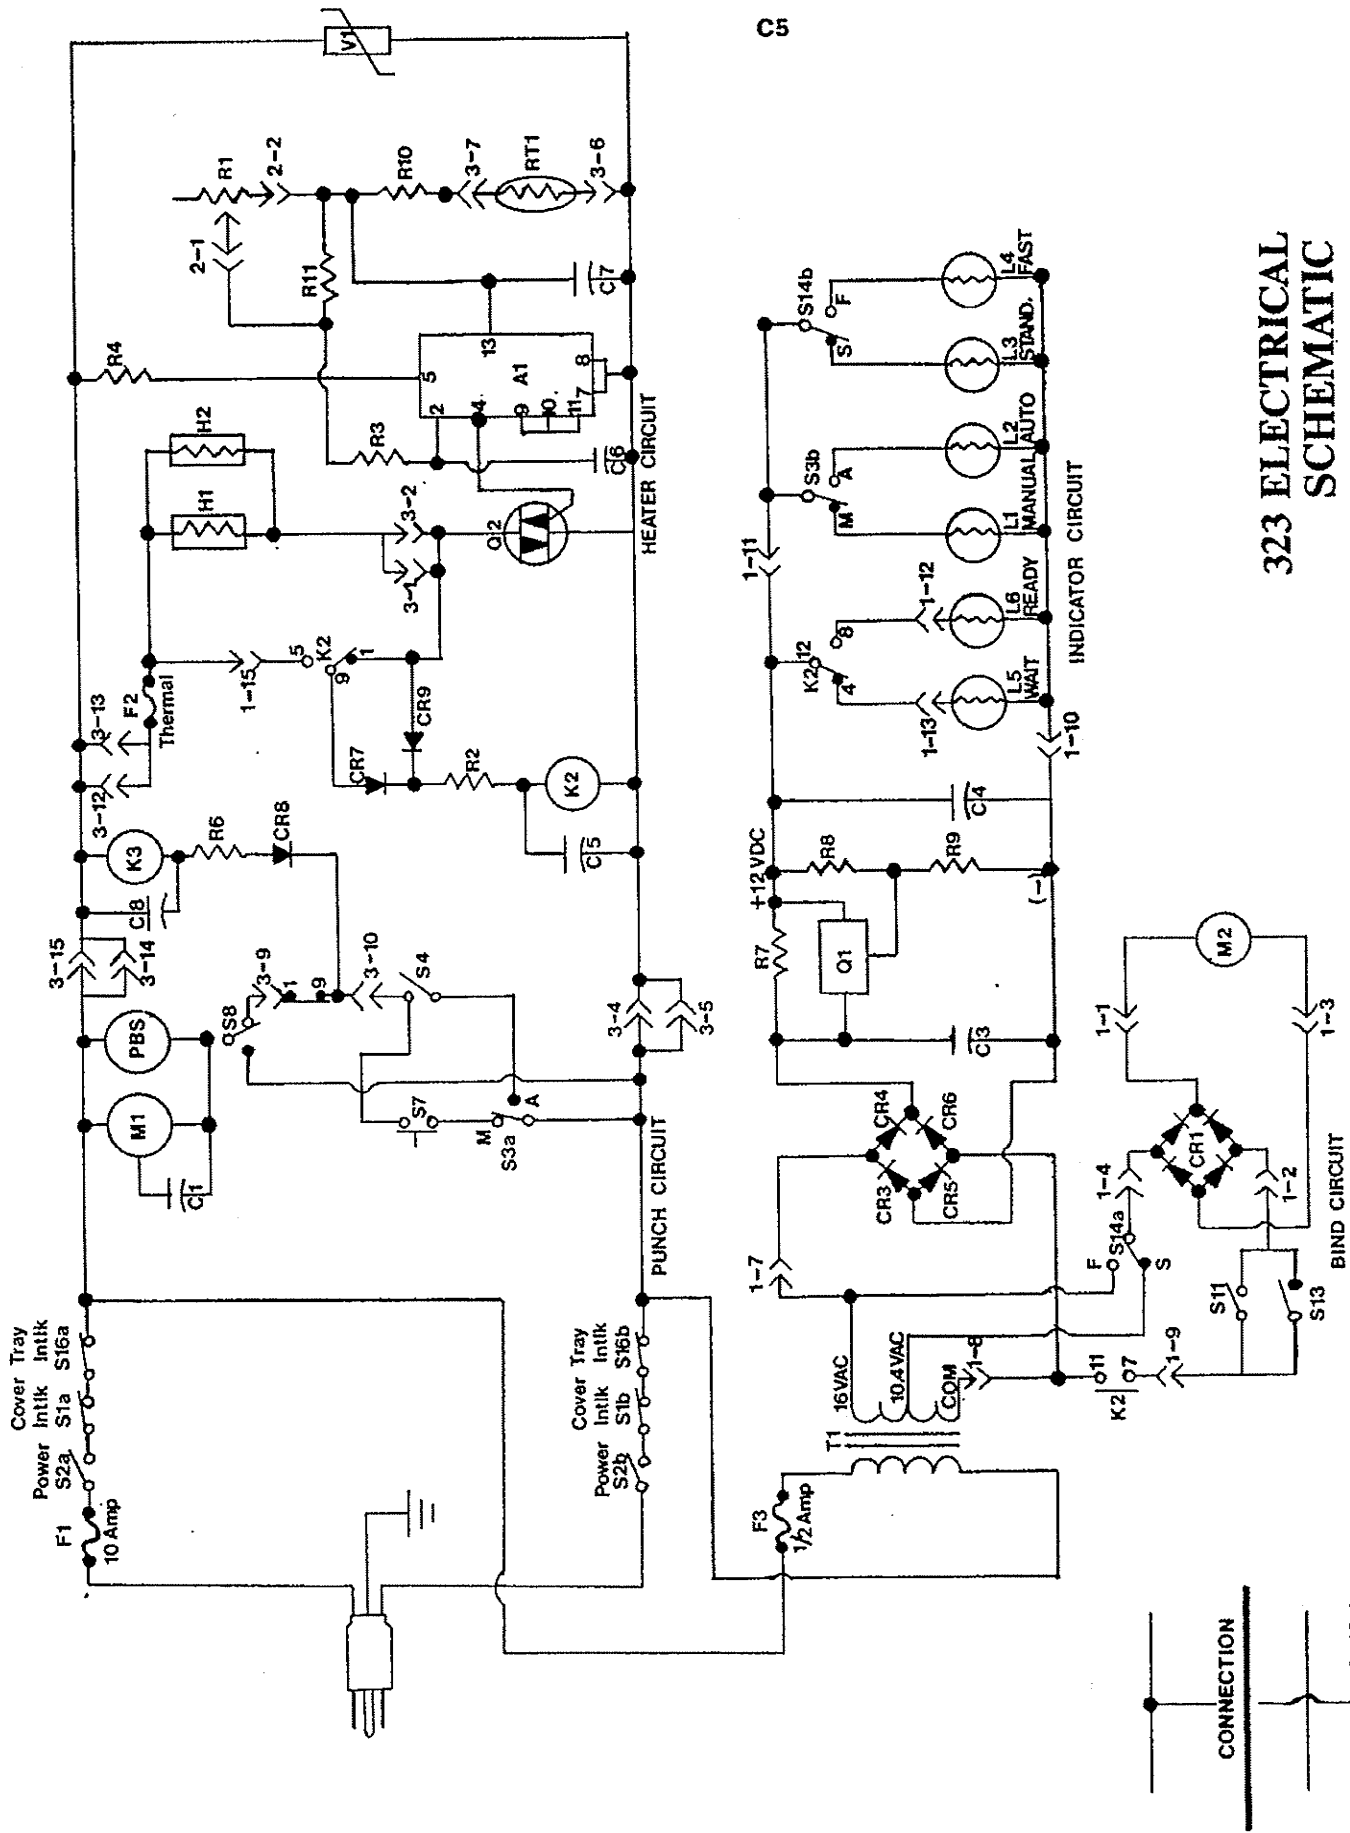 C5
323 ELECTRICAL
SCHEMATIC
F1
10 Amp
Power
S2a
Intlk
S1a
Cover Tray
Intlk
S16a
M1
C1
PBS
3-15
3-14
C8
K3
R6
CR8
3-12
3-13
F2
Thermal
1-15
5
K2
9
1
CR7
CR9
R2
K2
C5
H1
H2
3-1
3-2
Q2
R4
R3
C6
2
5
4
13
A1
9
10
11
7
8
C7
R11
2-1
R1
2-2
R10
3-7
RT1
3-6
V1
HEATER CIRCUIT
S8
3-9
1
9
3-10
S4
S7
M
A
S3a
3-4
3-5
PUNCH CIRCUIT
Power
S2b
Intlk
S1b
Cover Tray
Intlk
S16b
F3
1/2 Amp
T1
16VAC
10.4VAC
COM
1-7
1-8
CR3
CR4
CR5
CR6
C3
R7
Q1
+12VDC
R8
R9
(-)
C4
1-11
K2
12
4
8
1-13
1-12
L5
WAIT
L6
READY
S3b
M
A
L1
MANUAL
L2
AUTO
S14b
S
F
L3
STAND.
L4
FAST
1-10
INDICATOR CIRCUIT
F
S14a
S
1-4
CR1
1-2
1-1
M2
1-3
K2
11
7
1-9
S11
S13
BIND CIRCUIT
CONNECTION